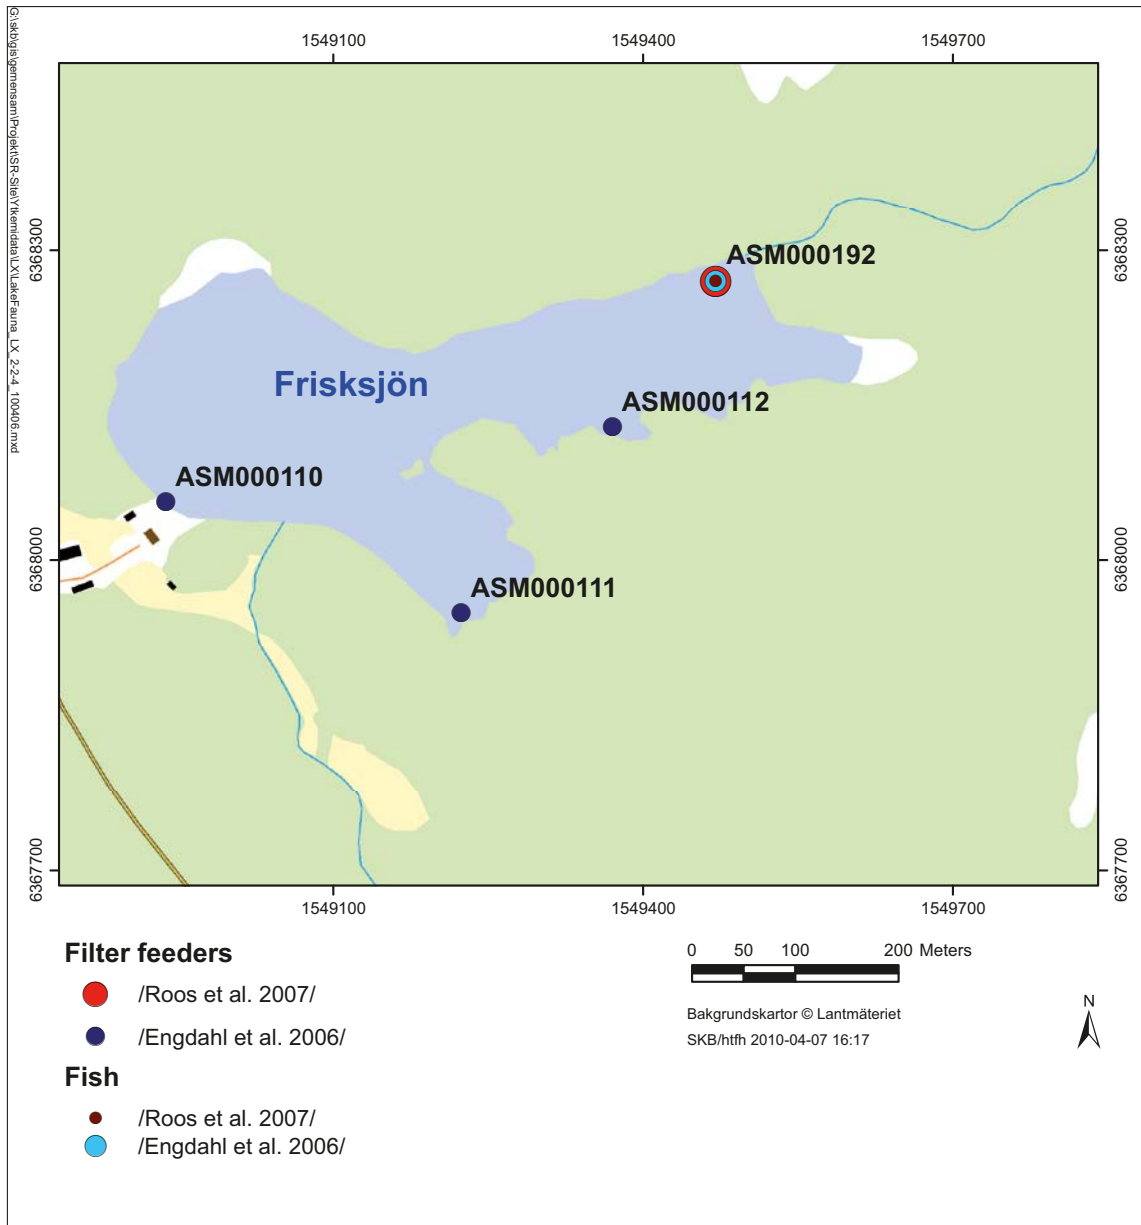 G:\skb\gis\gemensam\Projekt\SR-Site\Ytkemidata\LX\LakeFauna_LX_2-2-4_100406.mxd
1549100 1549400 1549700
6368300 6368300
ASM000192
Frisksjön
ASM000112
ASM000110
6368000 6368000
ASM000111
6367700 6367700
1549100 1549400 1549700
Filter feeders
/Roos et al. 2007/
/Engdahl et al. 2006/
Fish
/Roos et al. 2007/
/Engdahl et al. 2006/
0 50 100 200 Meters
Bakgrundskartor © Lantmäteriet
SKB/htfh 2010-04-07 16:17
N